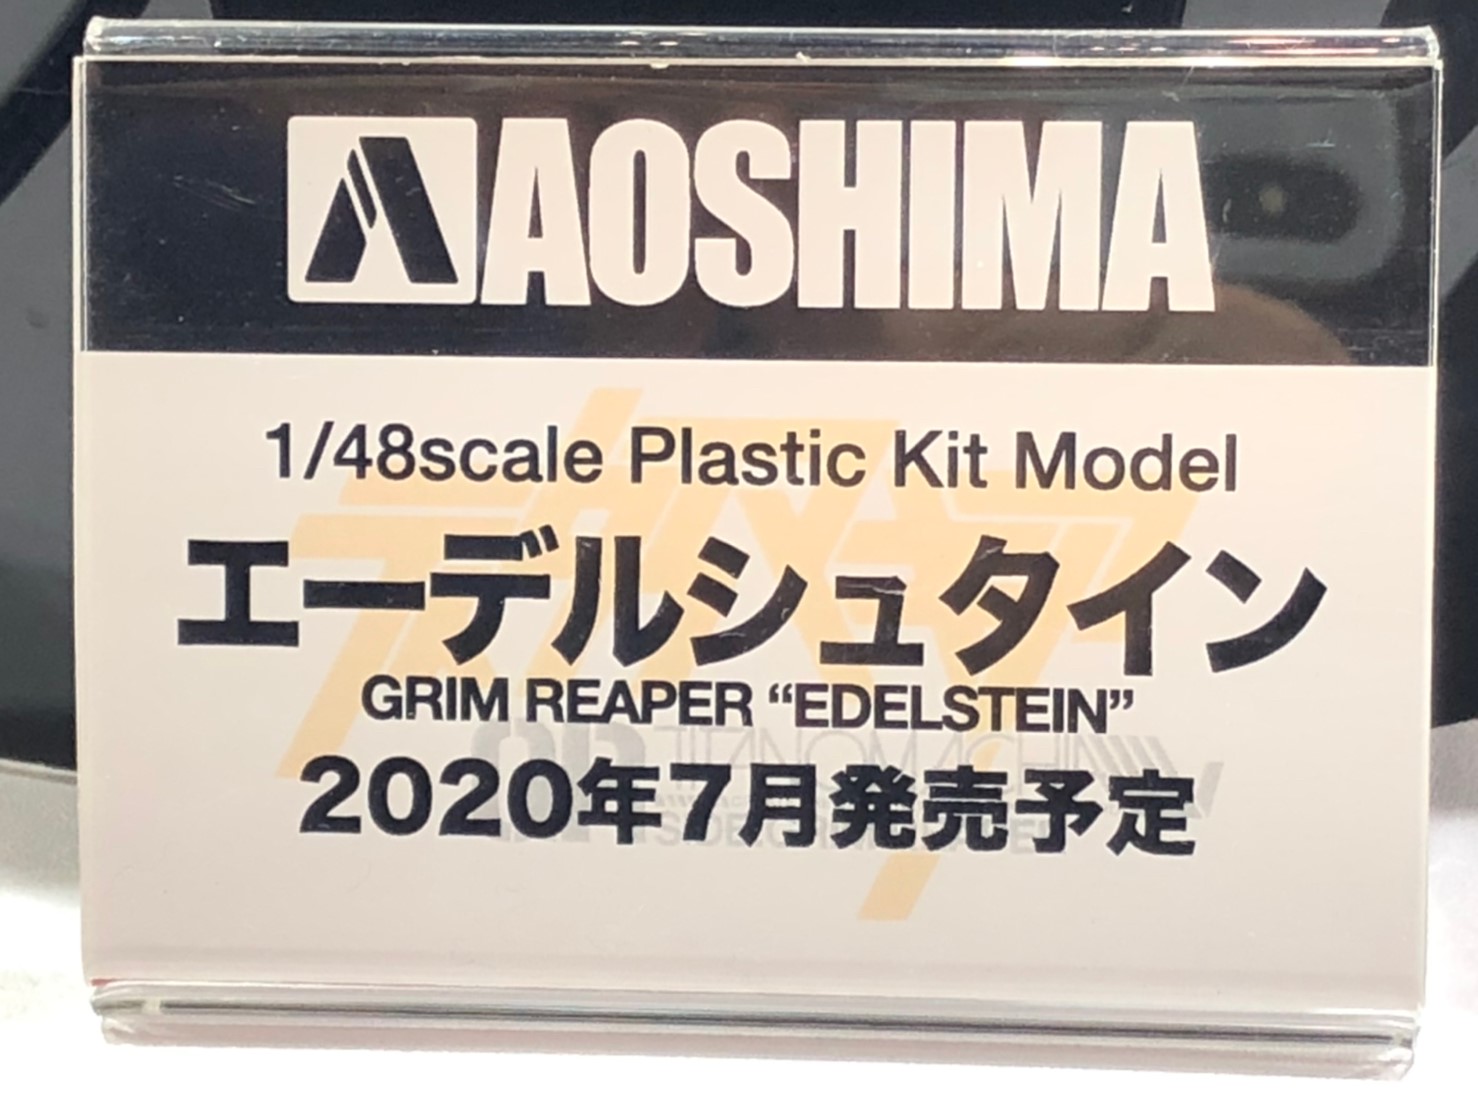 AOSHIMA
1/48scale Plastic Kit Model
エーデルシュタイン
GRIM REAPER “EDELSTEIN”
TITANOMACHIA
2020年7月発売予定